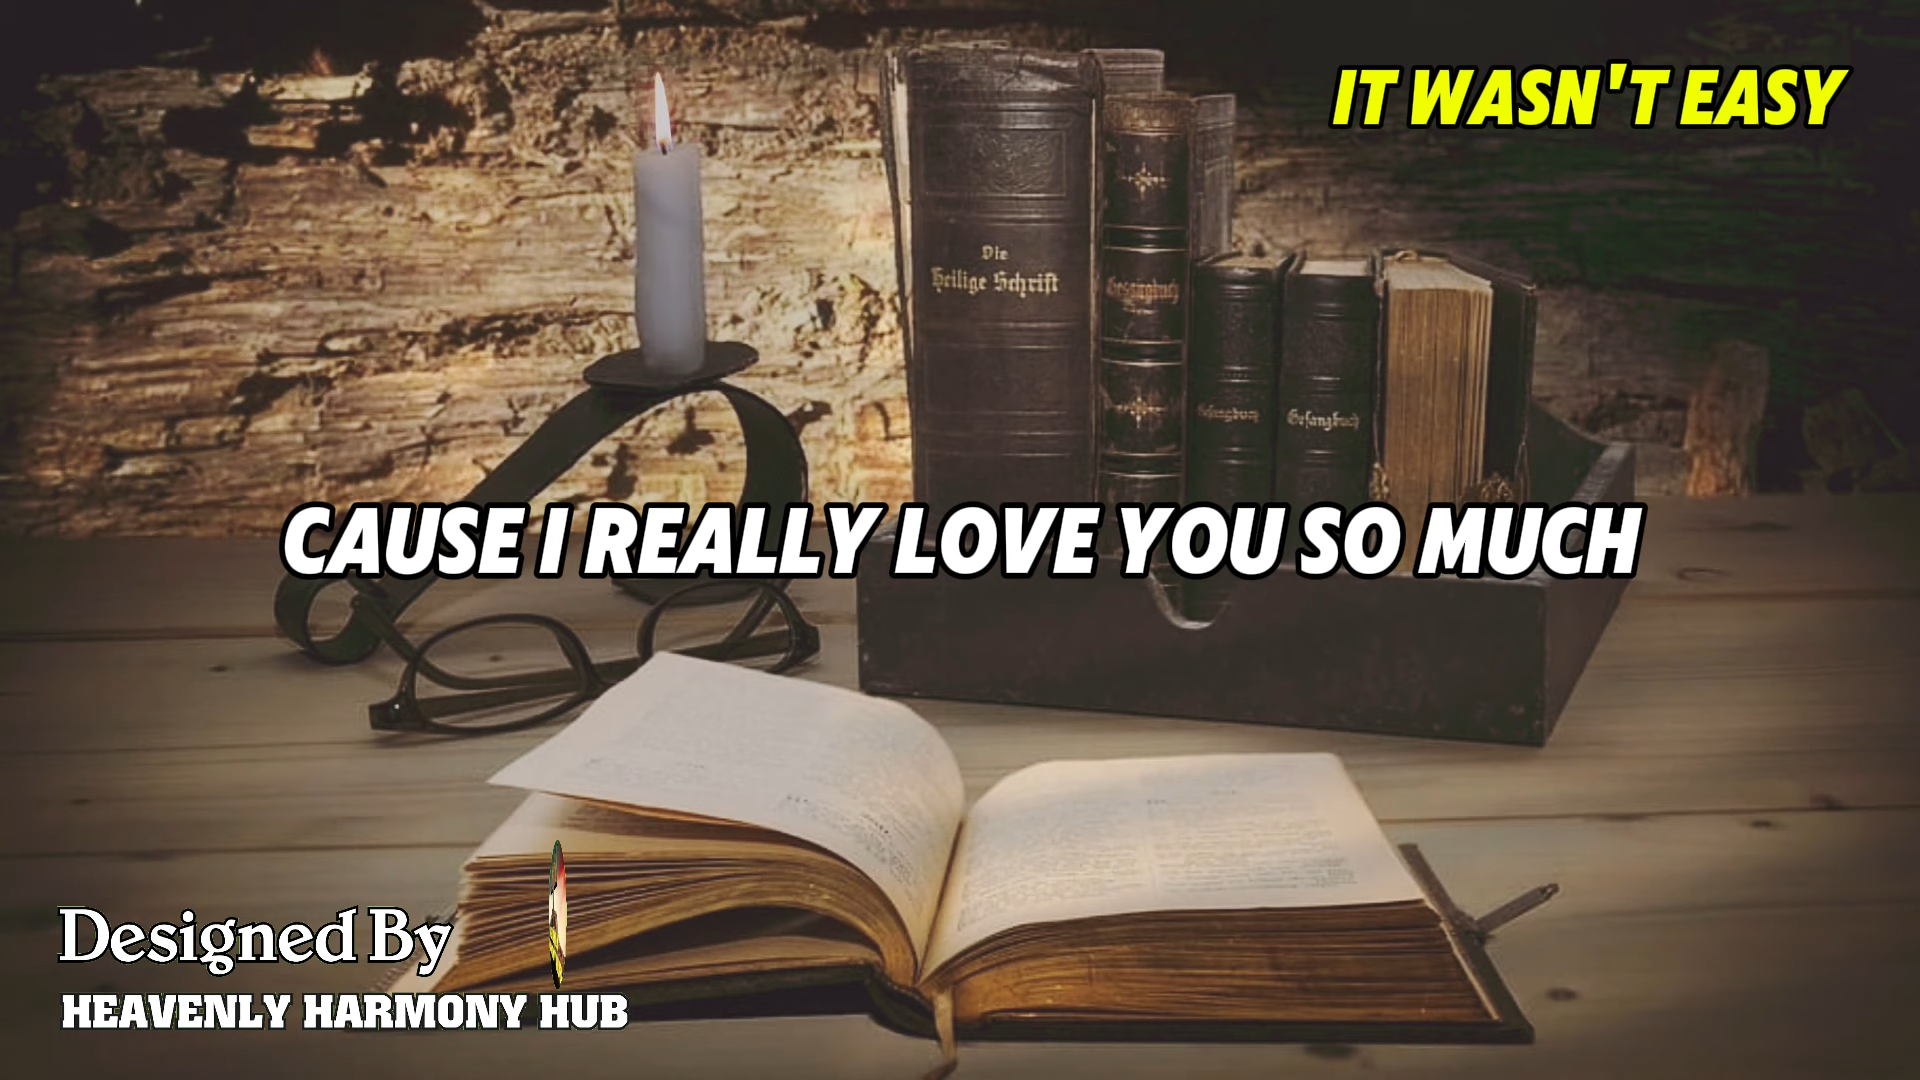 IT WASN'T EASY
Die
Heilige Schrift
Gesangbuch
Gesangbuch
Gesangbuch
CAUSE I REALLY LOVE YOU SO MUCH
Designed By
HEAVENLY HARMONY HUB